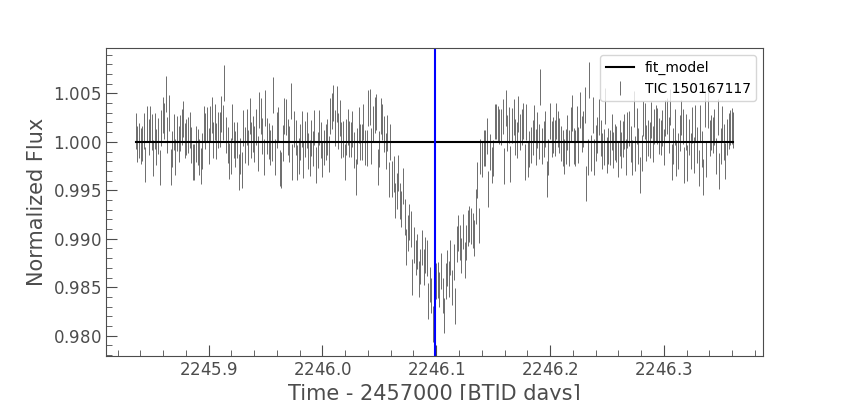 fit_model
TIC 150167117
1.005
1.000
0.995
0.990
0.985
0.980
Normalized Flux
2245.9 2246.0 2246.1 2246.2 2246.3
Time - 2457000 [BTJD days]